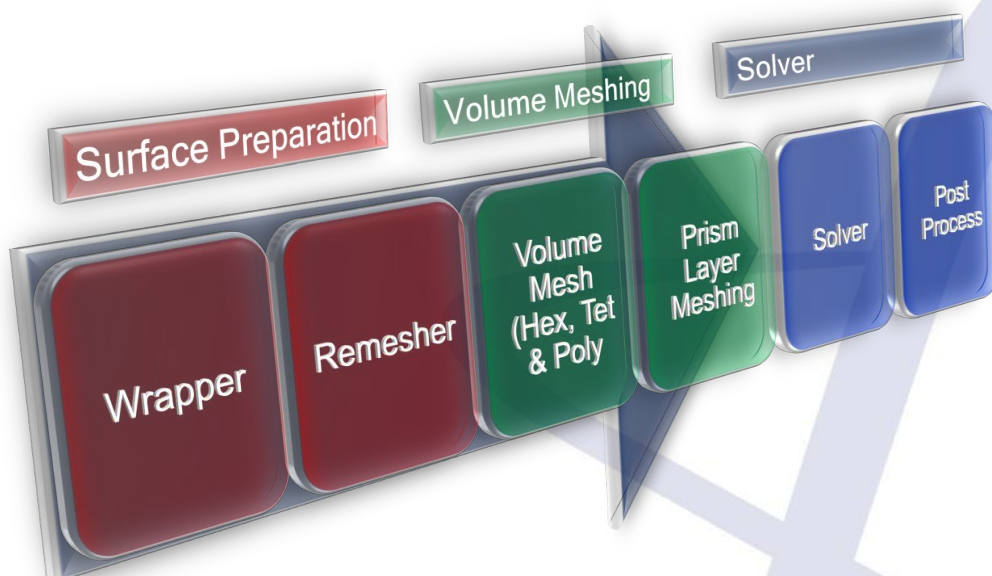 Surface Preparation
Volume Meshing
Solver
Wrapper
Remesher
Volume
Mesh
(Hex, Tet
& Poly
Prism
Layer
Meshing
Solver
Post
Process